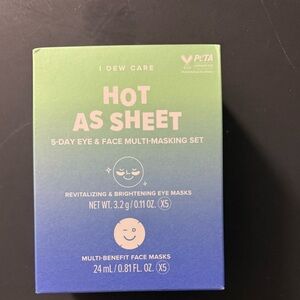 I DEW CARE
PETA
HOT
AS SHEET
5-DAY EYE & FACE MULTI-MASKING SET
REVITALIZING & BRIGHTENING EYE MASKS
NET WT. 3.2 g / 0.11 OZ. X5
MULTI-BENEFIT FACE MASKS
24 mL / 0.81 FL. OZ. X5